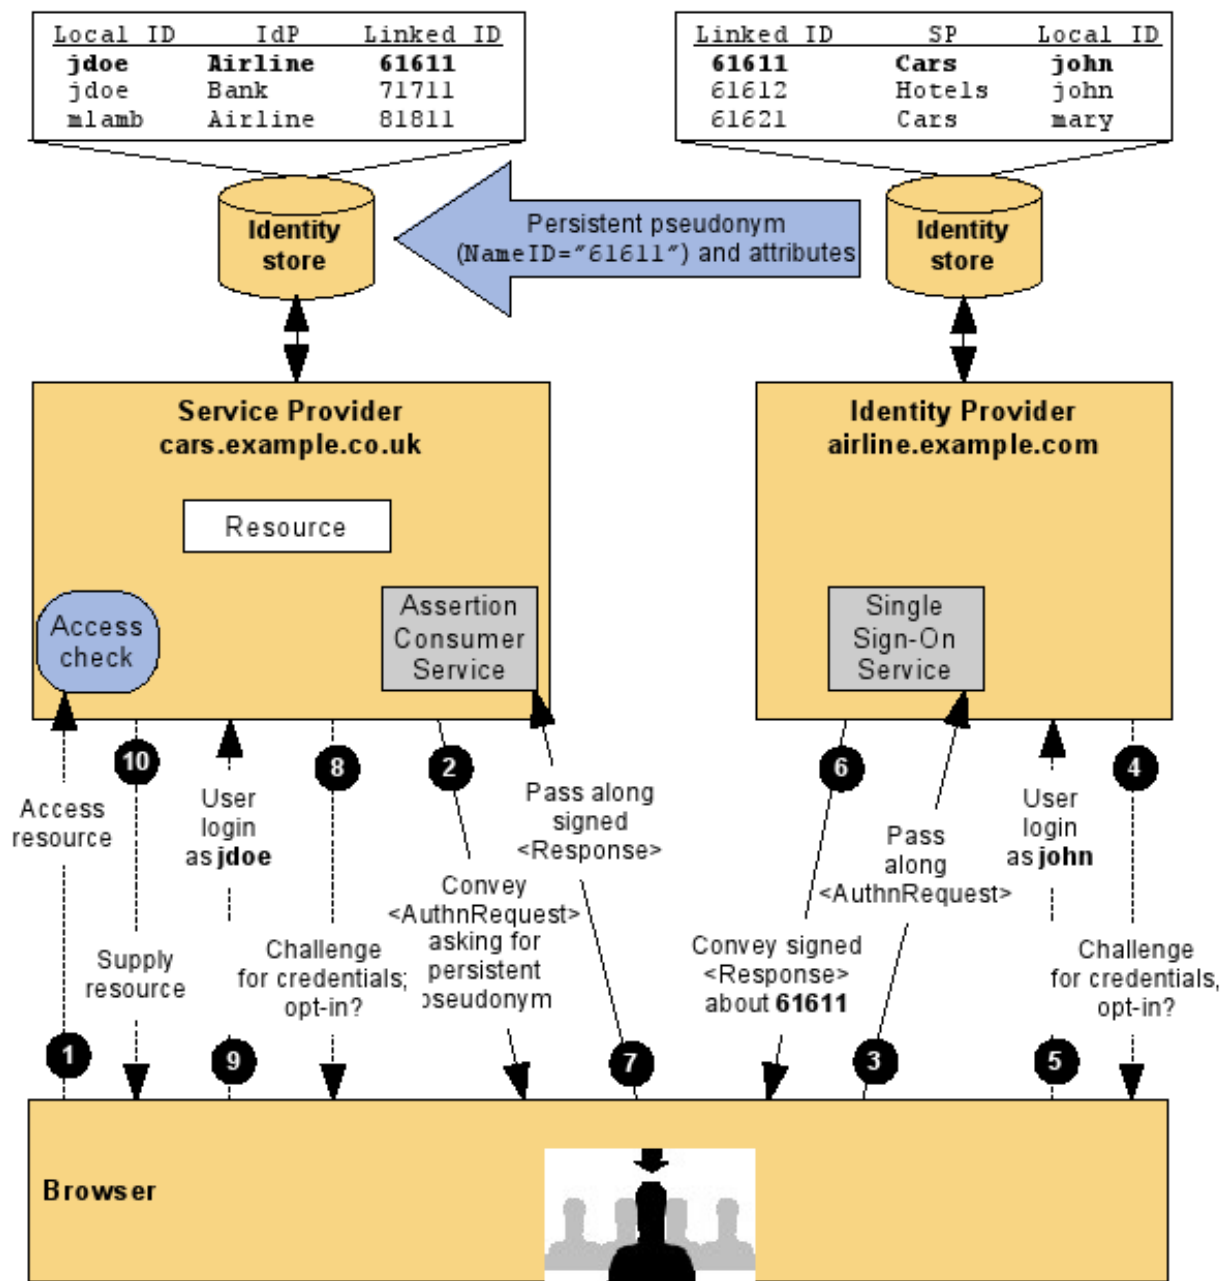 Local ID IdP Linked ID
jdoe Airline 61611
jdoe Bank 71711
mlamb Airline 81811
Linked ID SP Local ID
61611 Cars john
61612 Hotels john
61621 Cars mary
Identity
store
Persistent pseudonym
(NameID="61611") and attributes
Identity
store
Service Provider
cars.example.co.uk
Identity Provider
airline.example.com
Resource
Access
check
Assertion
Consumer
Service
Single
Sign-On
Service
10
8
2
6
4
Access
resource
User
login
as jdoe
Pass along
signed
<Response>
Pass
along
<AuthnRequest>
User
login
as john
Supply
resource
Challenge
for credentials;
opt-in?
Convey
<AuthnRequest>
asking for
persistent
pseudonym
Convey signed
<Response>
about 61611
Challenge
for credentials,
opt-in?
1
9
7
3
5
Browser